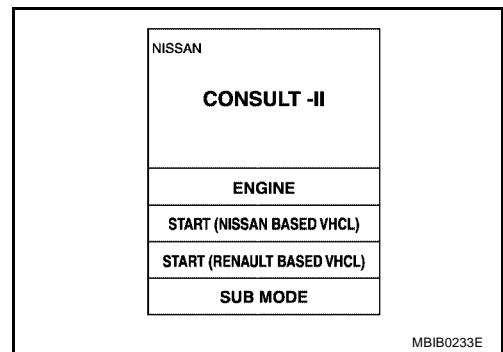 NISSAN
CONSULT -II
ENGINE
START (NISSAN BASED VHCL)
START (RENAULT BASED VHCL)
SUB MODE
MBIB0233E